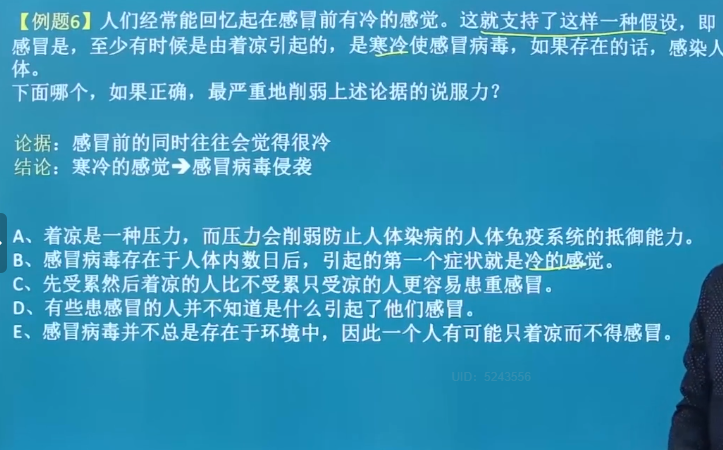 【例题6】人们经常能回忆起在感冒前有冷的感觉。这就支持了这样一种假设，即
感冒是，至少有时候是由着凉引起的，是寒冷使感冒病毒，如果存在的话，感染人
体。
下面哪个，如果正确，最严重地削弱上述论据的说服力？
论据：感冒前的同时往往会觉得很冷
结论：寒冷的感觉➔感冒病毒侵袭
A、着凉是一种压力，而压力会削弱防止人体染病的人体免疫系统的抵御能力。
B、感冒病毒存在于人体内数日后，引起的第一个症状就是冷的感觉。
C、先受累然后着凉的人比不受累只受凉的人更容易患重感冒。
D、有些患感冒的人并不知道是什么引起了他们感冒。
E、感冒病毒并不总是存在于环境中，因此一个人有可能只着凉而不得感冒。
UID: 5243556